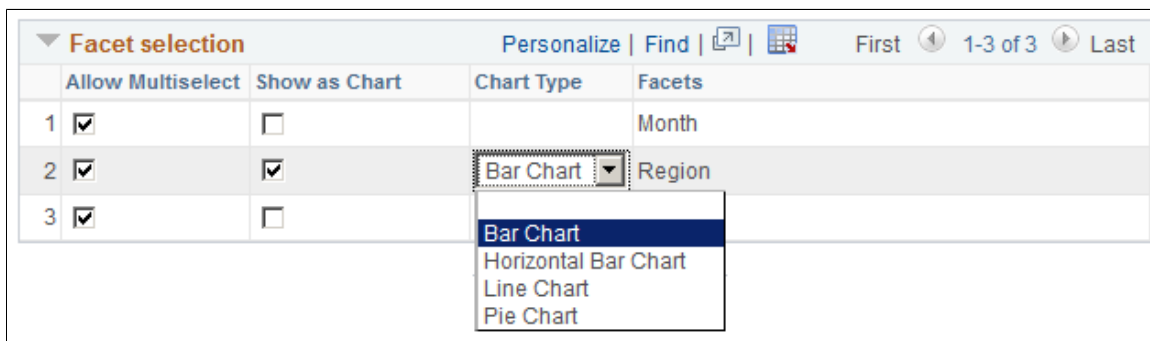 Facet selection Personalize | Find | | First 1-3 of 3 Last
Allow Multiselect Show as Chart Chart Type Facets
1 Month
2 Bar Chart Region
3
Bar Chart
Horizontal Bar Chart
Line Chart
Pie Chart